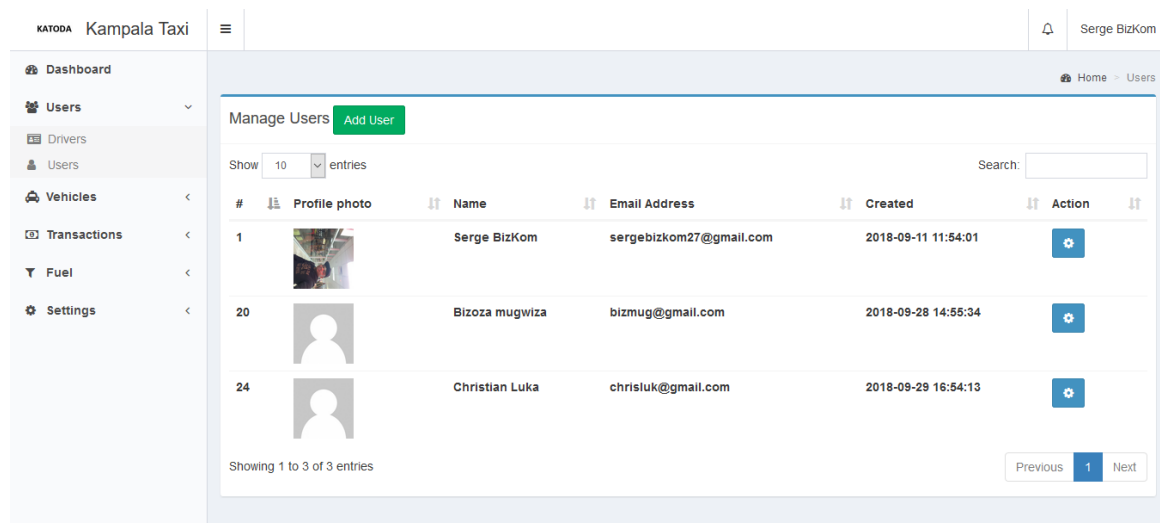 KATODA Kampala Taxi
Serge BizKom
Dashboard
Home > Users
Users
Drivers
Users
Vehicles
Transactions
Fuel
Settings
Manage Users Add User
Show 10 entries
Search:
# Profile photo Name Email Address Created Action
1 Serge BizKom sergebizkom27@gmail.com 2018-09-11 11:54:01
20 Bizoza mugwiza bizmug@gmail.com 2018-09-28 14:55:34
24 Christian Luka chrisluk@gmail.com 2018-09-29 16:54:13
Showing 1 to 3 of 3 entries
Previous 1 Next